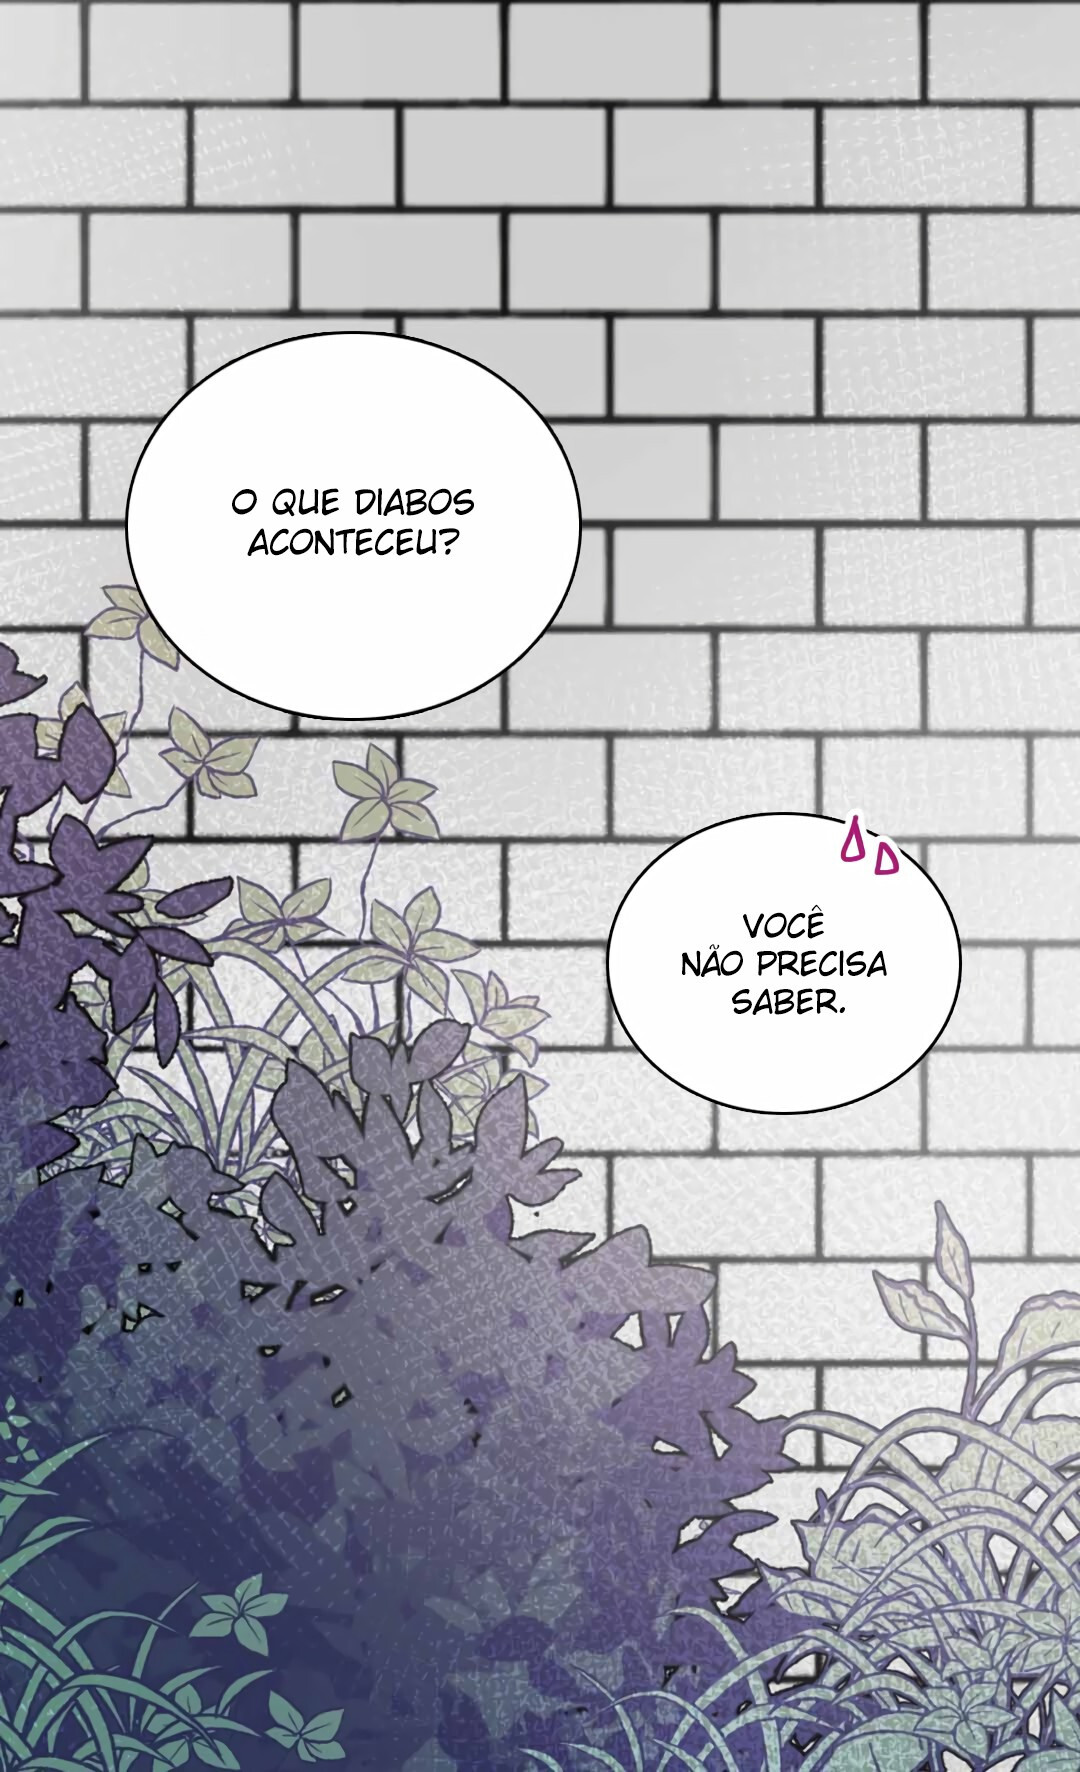 O QUE DIABOS
ACONTECEU?
VOCÊ
NÃO PRECISA
SABER.